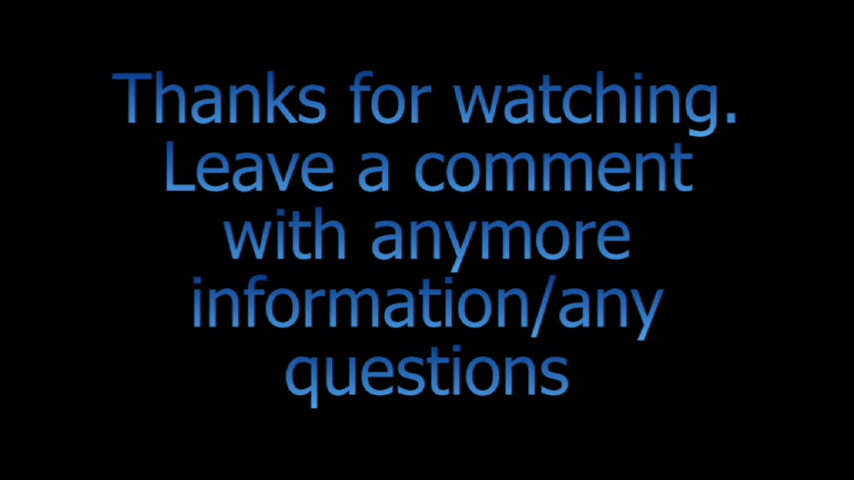 Thanks for watching.
Leave a comment
with anymore
information/any
questions